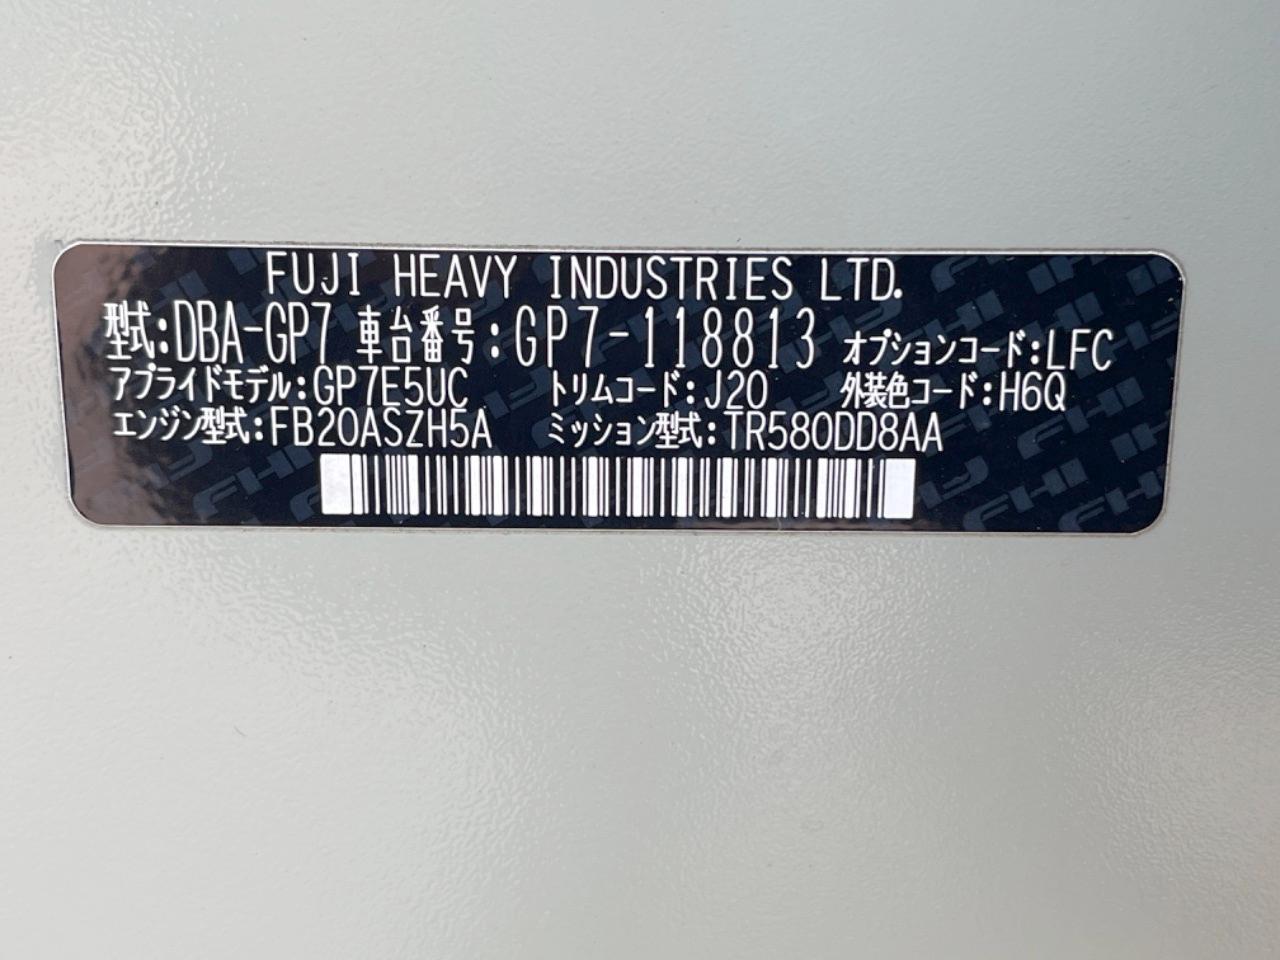 FUJI HEAVY INDUSTRIES LTD.
型式:DBA-GP7 車台番号:GP7-118813 オプションコード:LFC
アプライドモデル:GP7E5UC トリムコード:J20 外装色コード:H6Q
エンジン型式:FB20ASZH5A ミッション型式:TR580DD8AA